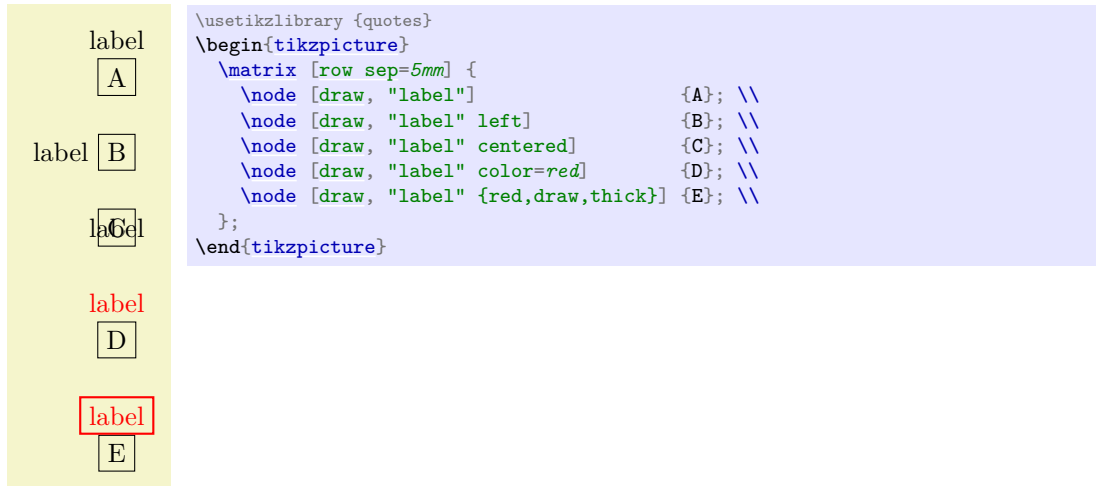 label
A
label B
label
C
label
D
label
E
\usetikzlibrary {quotes}
\begin{tikzpicture}
  \matrix [row sep=5mm] {
    \node [draw, "label"]                  {A}; \\
    \node [draw, "label" left]             {B}; \\
    \node [draw, "label" centered]         {C}; \\
    \node [draw, "label" color=red]        {D}; \\
    \node [draw, "label" {red,draw,thick}] {E}; \\
  };
\end{tikzpicture}